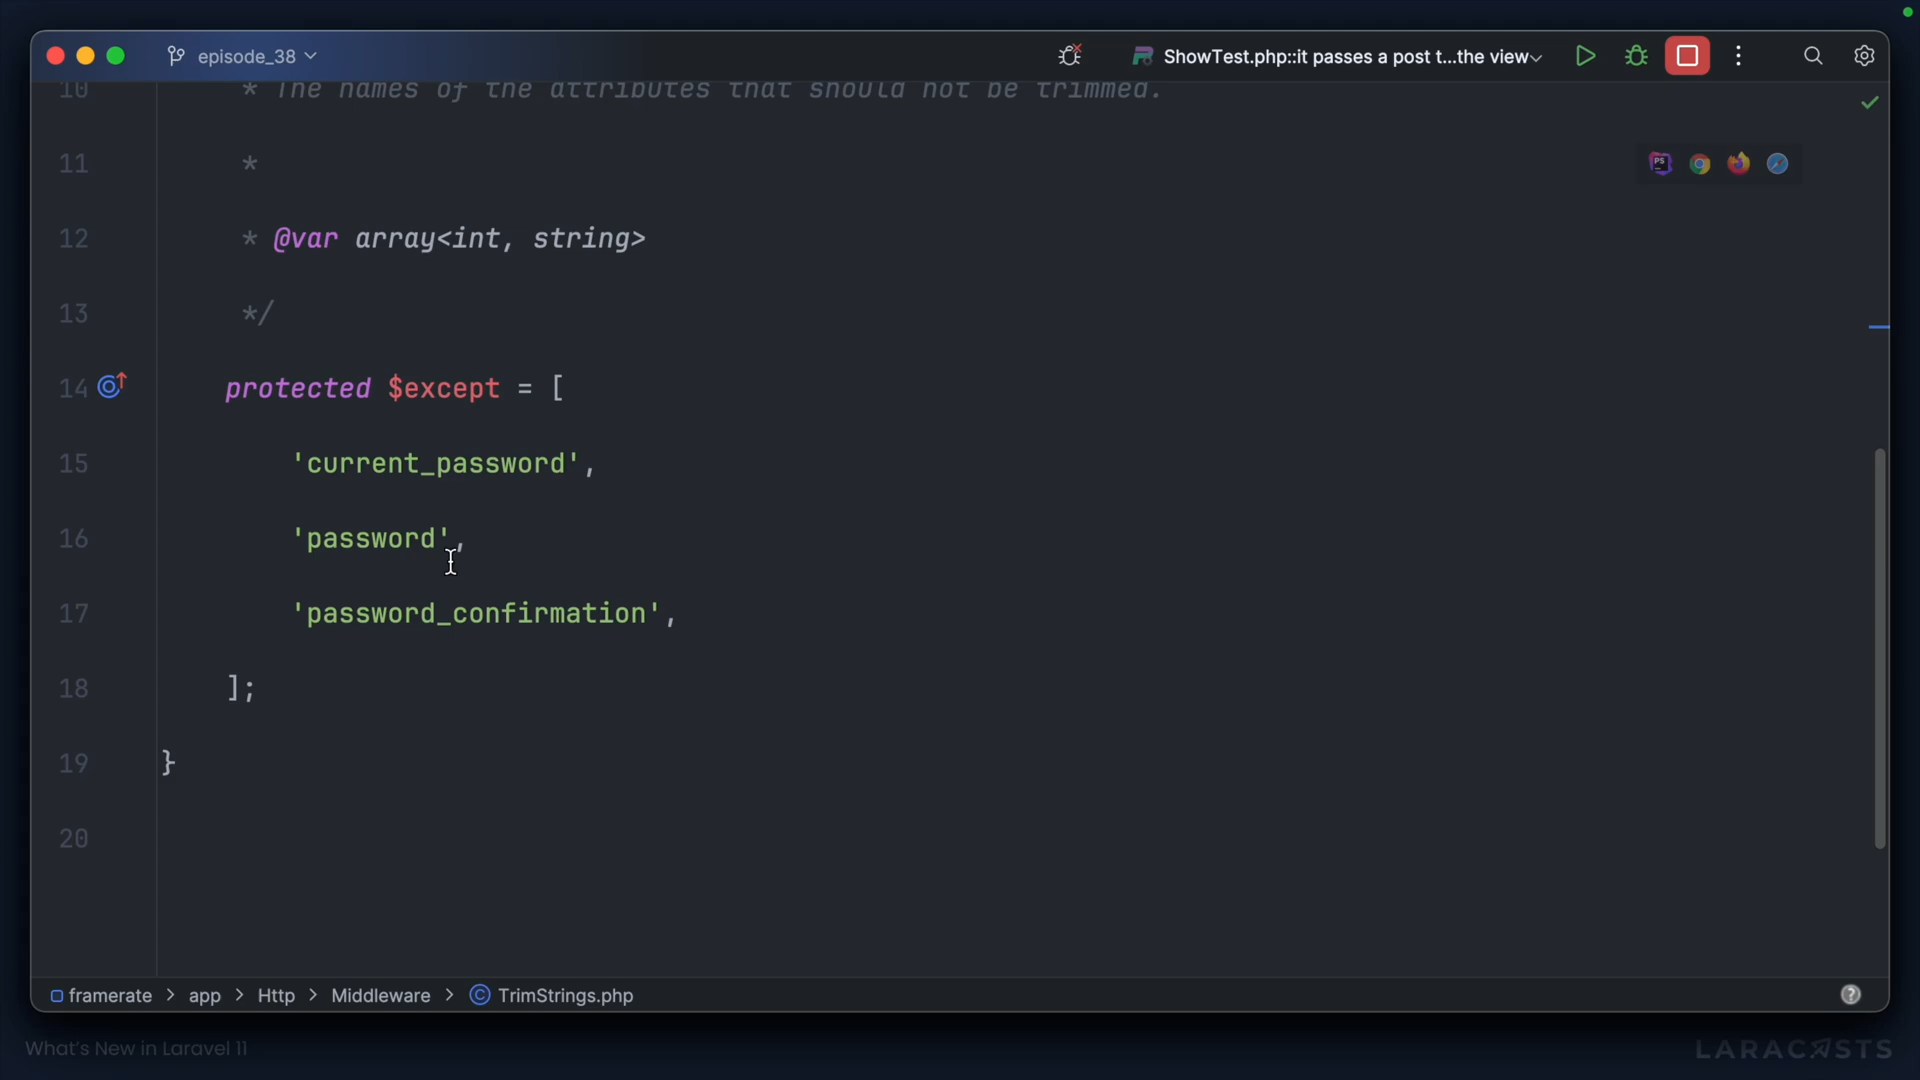 episode_38
ShowTest.php::it passes a post t...the view
10 * The names of the attributes that should not be trimmed.
11 *
12 * @var array<int, string>
13 */
14 protected $except = [
15 'current_password',
16 'password',
17 'password_confirmation',
18 ];
19 }
20
framerate > app > Http > Middleware > TrimStrings.php
What's New in Laravel 11
LARACASTS